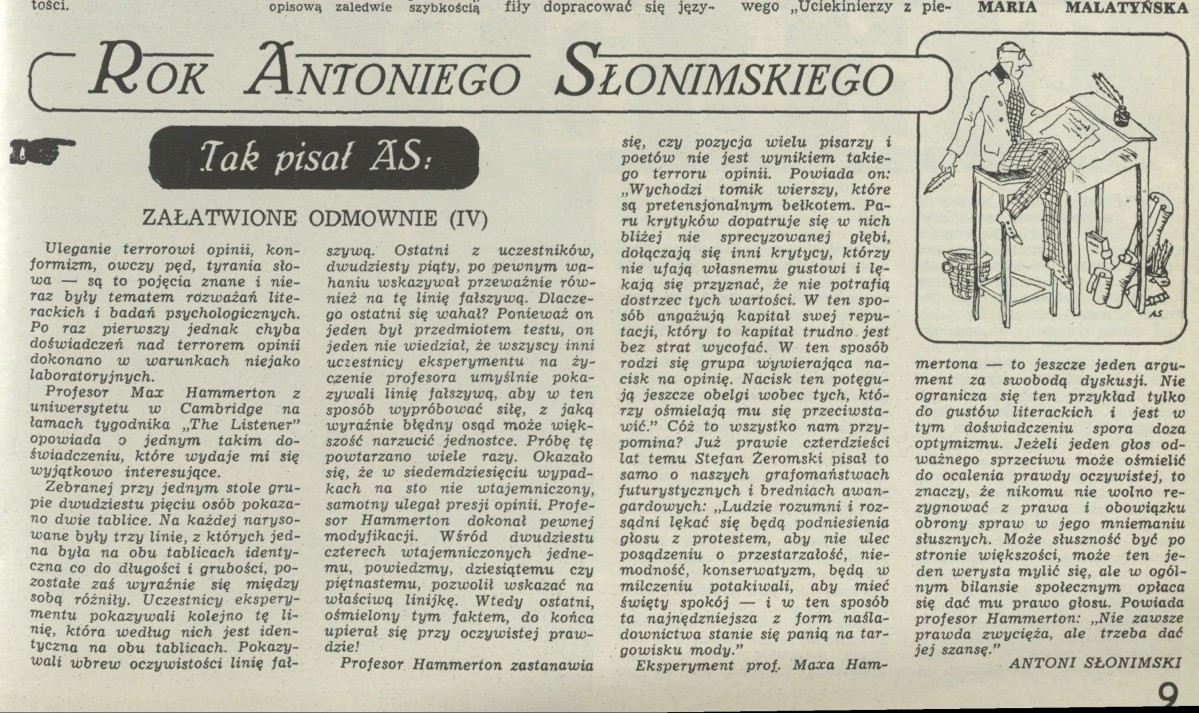 tości.
opisową zaledwie szybkością
fiły dopracować się języ-
wego „Uciekinierzy z pie-
MARIA MALATYŃSKA
ROK ANTONIEGO SŁONIMSKIEGO
Tak pisał AS:
ZAŁATWIONE ODMOWNIE (IV)
Uleganie terrorowi opinii, kon-
formizm, owczy pęd, tyrania sło-
wa — są to pojęcia znane i nie-
raz były tematem rozważań lite-
rackich i badań psychologicznych.
Po raz pierwszy jednak chyba
doświadczeń nad terrorem opinii
dokonano w warunkach niejako
laboratoryjnych.
Profesor Max Hammerton z
uniwersytetu w Cambridge na
łamach tygodnika „The Listener”
opowiada o jednym takim do-
świadczeniu, które wydaje mi się
wyjątkowo interesujące.
Zebranej przy jednym stole gru-
pie dwudziestu pięciu osób pokaza-
no dwie tablice. Na każdej naryso-
wane były trzy linie, z których jed-
na była na obu tablicach identy-
czna co do długości i grubości, po-
zostałe zaś wyraźnie się między
sobą różniły. Uczestnicy ekspery-
mentu pokazywali kolejno tę li-
nię, która według nich jest iden-
tyczna na obu tablicach. Pokazy-
wali wbrew oczywistości linię fał-
szywą. Ostatni z uczestników,
dwudziesty piąty, po pewnym wa-
haniu wskazywał przeważnie rów-
nież na tę linię fałszywą. Dlacze-
go ostatni się wahał? Ponieważ on
jeden był przedmiotem testu, on
jeden nie wiedział, że wszyscy inni
uczestnicy eksperymentu na ży-
czenie profesora umyślnie poka-
zywali linię fałszywą, aby w ten
sposób wypróbować siłę, z jaką
wyraźnie błędny osąd może więk-
szość narzucić jednostce. Próbę tę
powtarzano wiele razy. Okazało
się, że w siedemdziesięciu wypad-
kach na sto nie wtajemniczony,
samotny ulegał presji opinii. Profe-
sor Hammerton dokonał pewnej
modyfikacji. Wśród dwudziestu
czterech wtajemniczonych jedne-
mu, powiedzmy, dziesiątemu czy
piętnastemu, pozwolił wskazać na
właściwą linijkę. Wtedy ostatni,
ośmielony tym faktem, do końca
upierał się przy oczywistej praw-
dzie!
Profesor Hammerton zastanawia
się, czy pozycja wielu pisarzy i
poetów nie jest wynikiem takie-
go terroru opinii. Powiada on:
„Wychodzi tomik wierszy, które
są pretensjonalnym bełkotem. Pa-
ru krytyków dopatruje się w nich
bliżej nie sprecyzowanej głębi,
dołączają się inni krytycy, którzy
nie ufają własnemu gustowi i lę-
kają się przyznać, że nie potrafią
dostrzec tych wartości. W ten spo-
sób angażują kapitał swej repu-
tacji, który to kapitał trudno jest
bez strat wycofać. W ten sposób
rodzi się grupa wywierająca na-
cisk na opinię. Nacisk ten potęgu-
ją jeszcze obelgi wobec tych, któ-
rzy ośmielają mu się przeciwsta-
wić.” Cóż to wszystko nam przy-
pomina? Już prawie czterdzieści
lat temu Stefan Żeromski pisał to
samo o naszych grafomaństwach
futurystycznych i bredniach awan-
gardowych: „Ludzie rozumni i roz-
sądni lękać się będą podniesienia
głosu z protestem, aby nie ulec
posądzeniu o przestarzałość, nie-
modność, konserwatyzm, będą w
milczeniu potakiwali, aby mieć
święty spokój — i w ten sposób
ta najnędzniejsza z form naśla-
downictwa stanie się panią na tar-
gowisku mody.”
Eksperyment prof. Maxa Ham-
AS
mertona — to jeszcze jeden argu-
ment za swobodą dyskusji. Nie
ogranicza się ten przykład tylko
do gustów literackich i jest w
tym doświadczeniu spora doza
optymizmu. Jeżeli jeden głos od-
ważnego sprzeciwu może ośmielić
do ocalenia prawdy oczywistej, to
znaczy, że nikomu nie wolno re-
zygnować z prawa i obowiązku
obrony spraw w jego mniemaniu
słusznych. Może słuszność być po
stronie większości, może ten je-
den werysta mylić się, ale w ogól-
nym bilansie społecznym opłaca
się dać mu prawo głosu. Powiada
profesor Hammerton: „Nie zawsze
prawda zwycięża, ale trzeba dać
jej szansę.”
ANTONI SŁONIMSKI
9